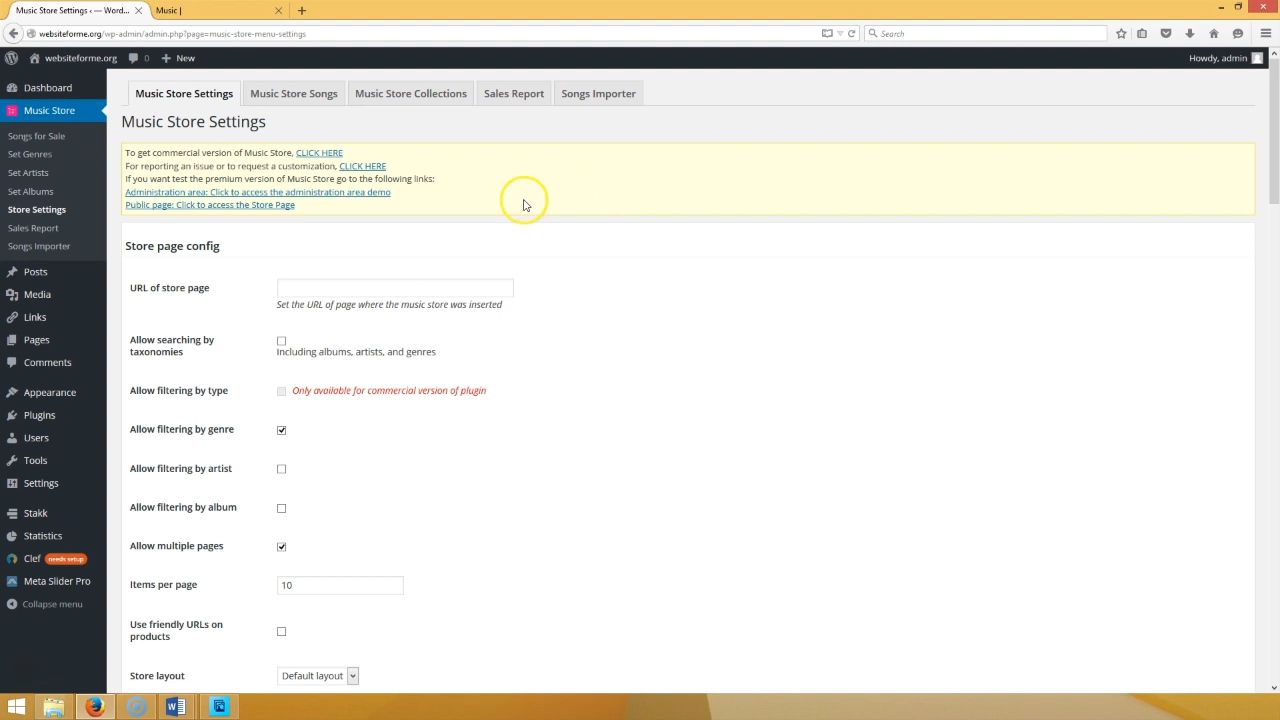 Music Store Settings ‹ — Word...
Music |
websiteforme.org/wp-admin/admin.php?page=music-store-menu-settings
Search
websiteforme.org
0
New
Howdy, admin
Dashboard
Music Store
Songs for Sale
Set Genres
Set Artists
Set Albums
Store Settings
Sales Report
Songs Importer
Posts
Media
Links
Pages
Comments
Appearance
Plugins
Users
Tools
Settings
Stakk
Statistics
Clef needs setup
Meta Slider Pro
Collapse menu
Music Store Settings
Music Store Songs
Music Store Collections
Sales Report
Songs Importer
Music Store Settings
To get commercial version of Music Store, CLICK HERE
For reporting an issue or to request a customization, CLICK HERE
If you want test the premium version of Music Store go to the following links:
Administration area: Click to access the administration area demo
Public page: Click to access the Store Page
Store page config
URL of store page
Set the URL of page where the music store was inserted
Allow searching by
taxonomies
Including albums, artists, and genres
Allow filtering by type
Only available for commercial version of plugin
Allow filtering by genre
Allow filtering by artist
Allow filtering by album
Allow multiple pages
Items per page
10
Use friendly URLs on
products
Store layout
Default layout